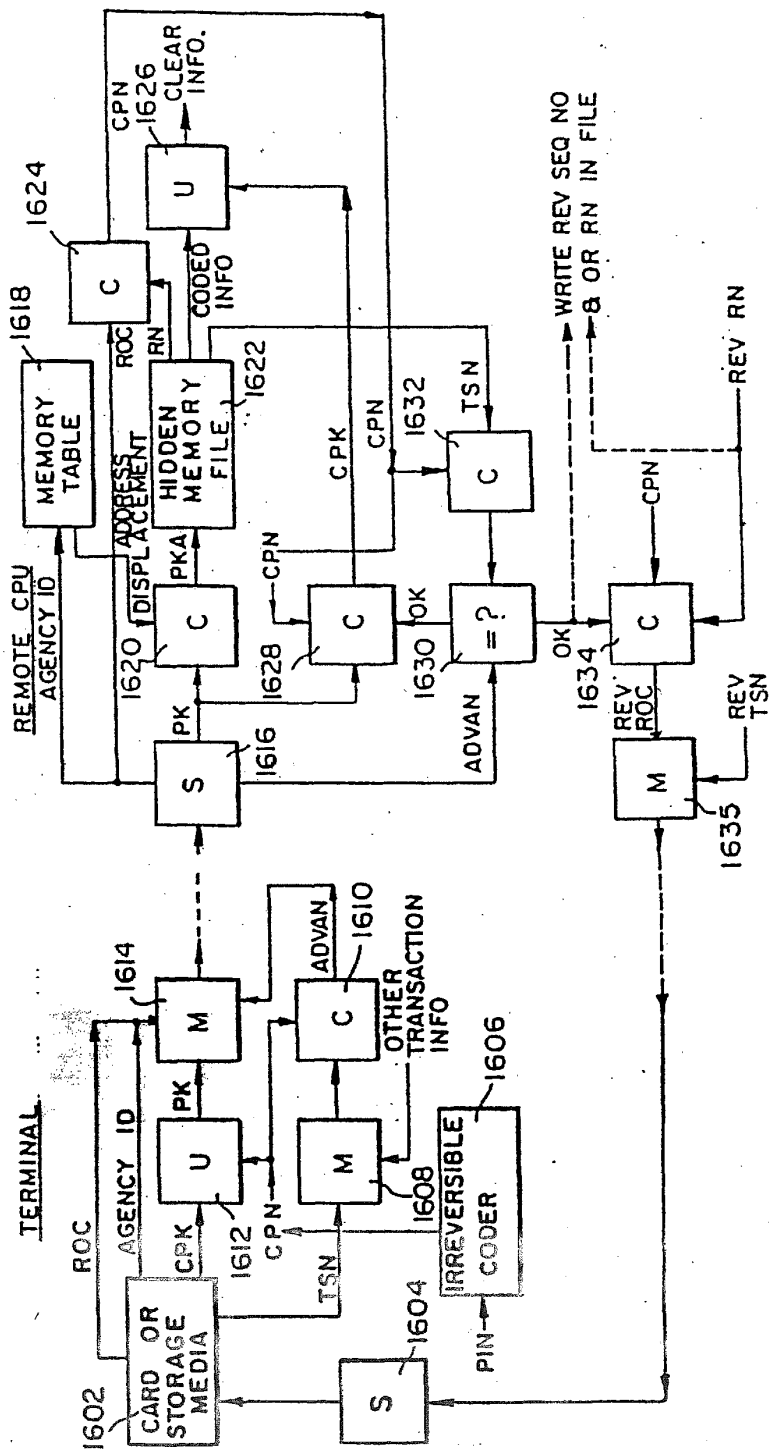 TERMINAL
REMOTE CPU
ROC
AGENCY ID
1602
CARD OR
STORAGE
MEDIA
CPK
1612
U
PK
1614
M
CPN
TSN
1608
M
OTHER
TRANSACTION
INFO
1610
C
ADVAN
1604
S
PIN
IRREVERSIBLE
CODER
1606
AGENCY ID
1616
S
PK
1620
C
ADDRESS
DISPLACEMENT
PKA
1618
MEMORY
TABLE
HIDDEN
MEMORY
FILE
1622
ROC
RN
1624
C
CPN
CODED
INFO
1626
U
CLEAR
INFO.
1628
C
CPN
CPK
CPN
OK
1630
= ?
ADVAN
1632
C
TSN
OK
WRITE REV SEQ NO
& OR RN IN FILE
1634
C
CPN
REV RN
REV
ROC
1635
M
REV
TSN